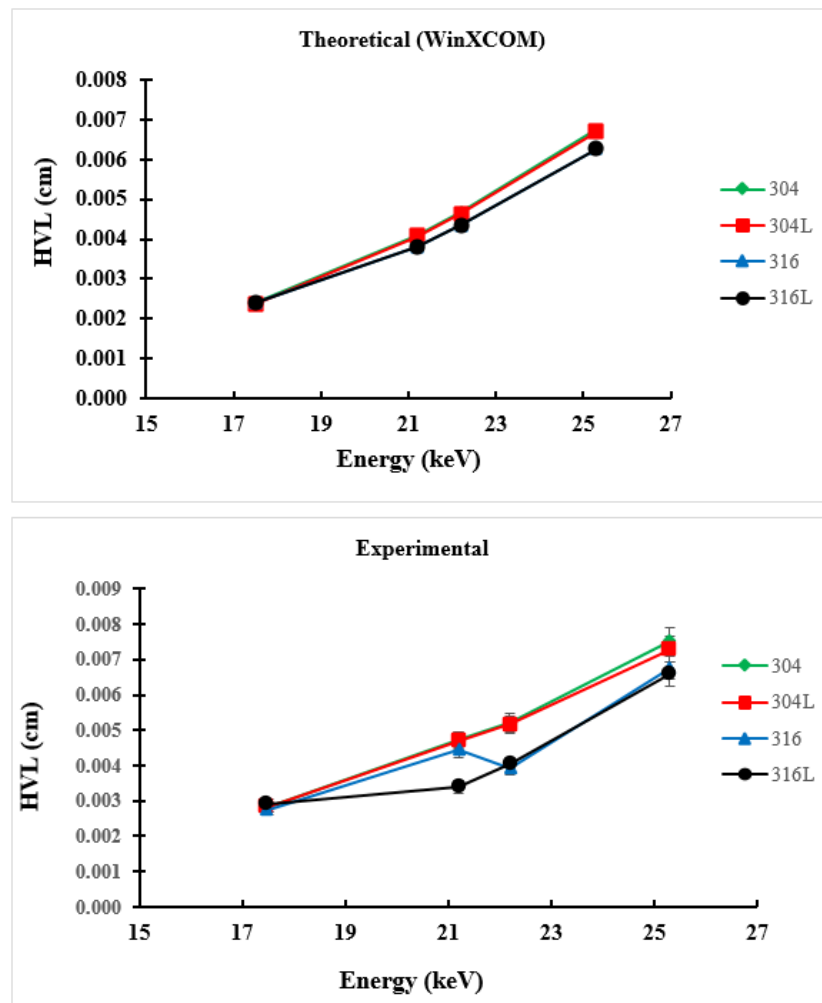 Theoretical (WinXCOM)
0.008
0.007
0.006
0.005
0.004
0.003
0.002
0.001
0.000
HVL (cm)
15 17 19 21 23 25 27
Energy (keV)
304
304L
316
316L
Experimental
0.009
0.008
0.007
0.006
0.005
0.004
0.003
0.002
0.001
0.000
HVL (cm)
15 17 19 21 23 25 27
Energy (keV)
304
304L
316
316L